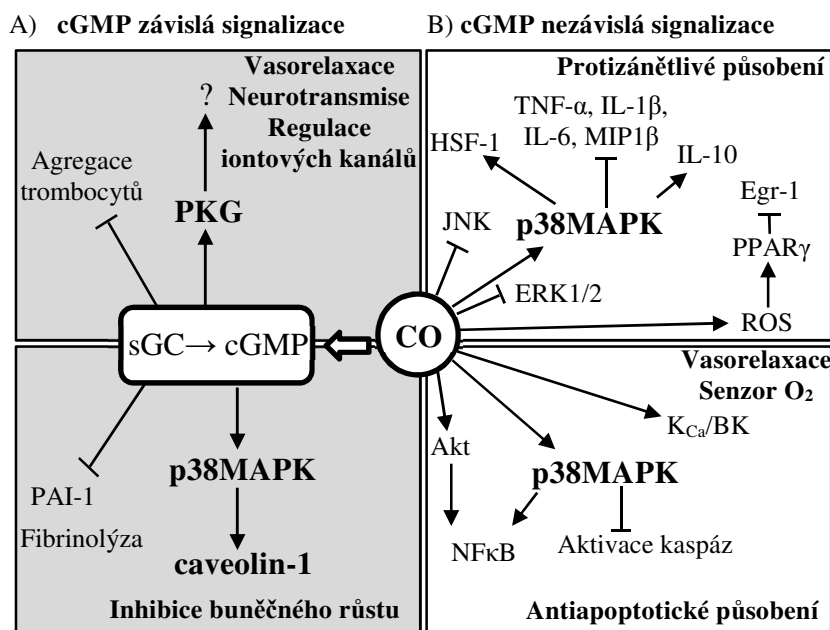 A) cGMP závislá signalizace
Vasorelaxace
Neurotransmise
Regulace
iontových kanálů
?
Agregace
trombocytů
PKG
sGC→ cGMP
PAI-1
Fibrinolýza
p38MAPK
caveolin-1
Inhibice buněčného růstu
CO
B) cGMP nezávislá signalizace
Protizánětlivé působení
TNF-α, IL-1β,
IL-6, MIP1β
HSF-1
IL-10
Egr-1
JNK
p38MAPK
PPARγ
ERK1/2
ROS
Vasorelaxace
Senzor O₂
K_Ca/BK
Akt
p38MAPK
NFκB
Aktivace kaspáz
Antiapoptotické působení